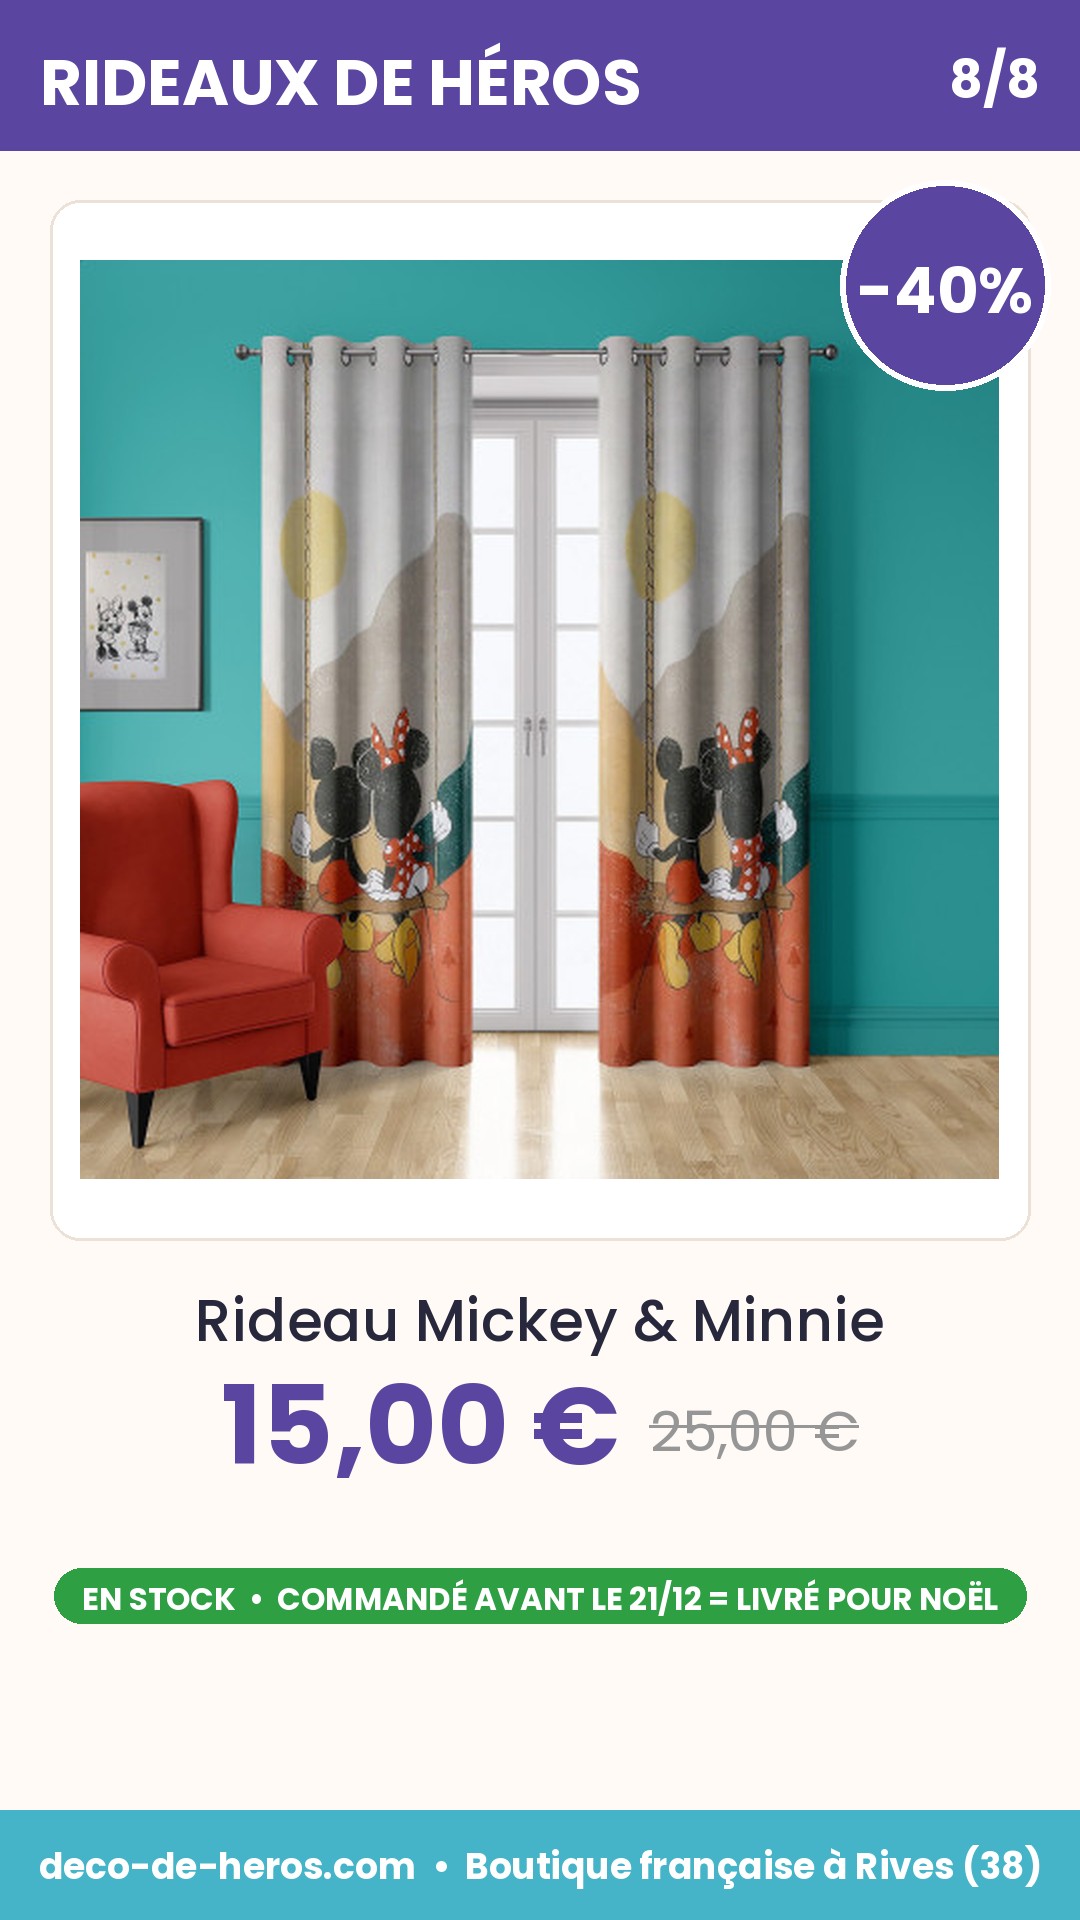 RIDEAUX DE HÉROS
8/8
-40%
Rideau Mickey & Minnie
15,00 € 25,00 €
EN STOCK • COMMANDÉ AVANT LE 21/12 = LIVRÉ POUR NOËL
deco-de-heros.com • Boutique française à Rives (38)